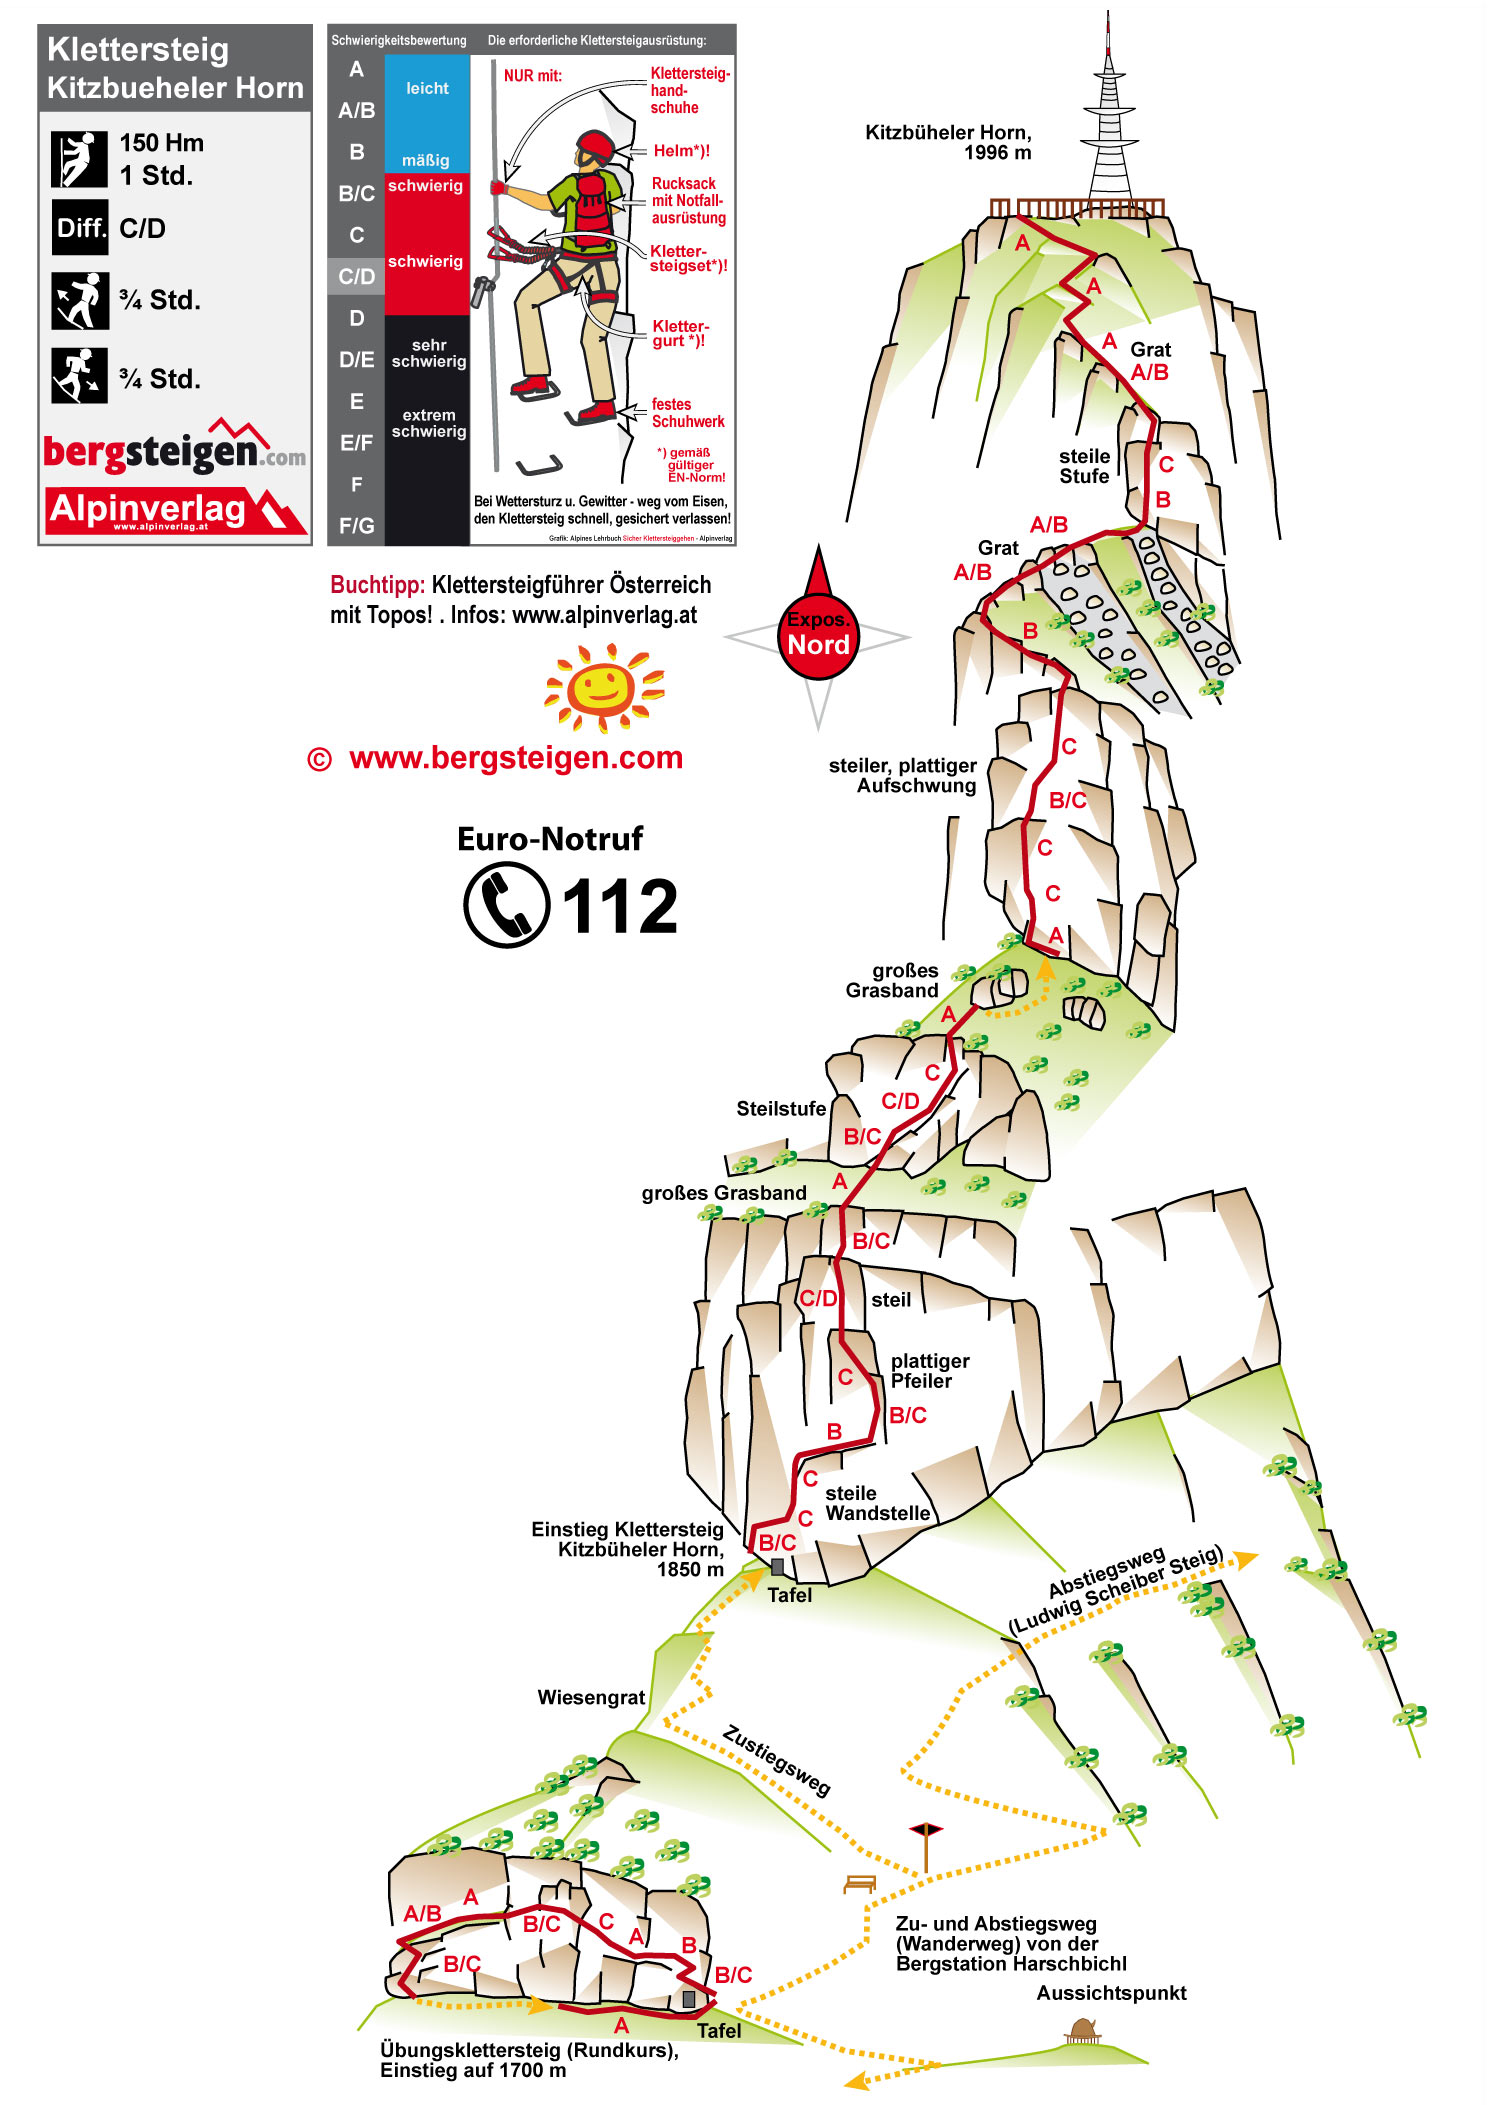 Klettersteig
Kitzbueheler Horn
150 Hm
1 Std.
Diff. C/D
¾ Std.
¾ Std.
bergsteigen.com
Alpinverlag
www.alpinverlag.at
Schwierigkeitsbewertung
Die erforderliche Klettersteigausrüstung:
A
A/B
B
B/C
C
C/D
D
D/E
E
E/F
F
F/G
leicht
mäßig
schwierig
schwierig
sehr
schwierig
extrem
schwierig
NUR mit:
Klettersteig-
hand-
schuhe
Helm*)!
Rucksack
mit Notfall-
ausrüstung
Kletter-
steigset*)!
Kletter-
gurt *)!
festes
Schuhwerk
*) gemäß
gültiger
EN-Norm!
Bei Wettersturz u. Gewitter - weg vom Eisen,
den Klettersteig schnell, gesichert verlassen!
Grafik: Alpines Lehrbuch Sicher Klettersteiggehen - Alpinverlag
Buchtipp: Klettersteigführer Österreich
mit Topos! . Infos: www.alpinverlag.at
© www.bergsteigen.com
Euro-Notruf
112
Expos.
Nord
Kitzbüheler Horn,
1996 m
A
A
A
Grat
A/B
steile
Stufe
C
B
A/B
Grat
A/B
B
C
steiler, plattiger
Aufschwung
B/C
C
C
A
großes
Grasband
A
C
C/D
Steilstufe
B/C
A
großes Grasband
B/C
C/D
steil
plattiger
Pfeiler
C
B/C
B
C
steile
Wandstelle
C
B/C
Einstieg Klettersteig
Kitzbüheler Horn,
1850 m
Tafel
Abstiegsweg
(Ludwig Scheiber Steig)
Wiesengrat
Zustiegsweg
Zu- und Abstiegsweg
(Wanderweg) von der
Bergstation Harschbichl
Aussichtspunkt
A
A/B
B/C
C
A
B
B/C
B/C
A
Tafel
Übungsklettersteig (Rundkurs),
Einstieg auf 1700 m